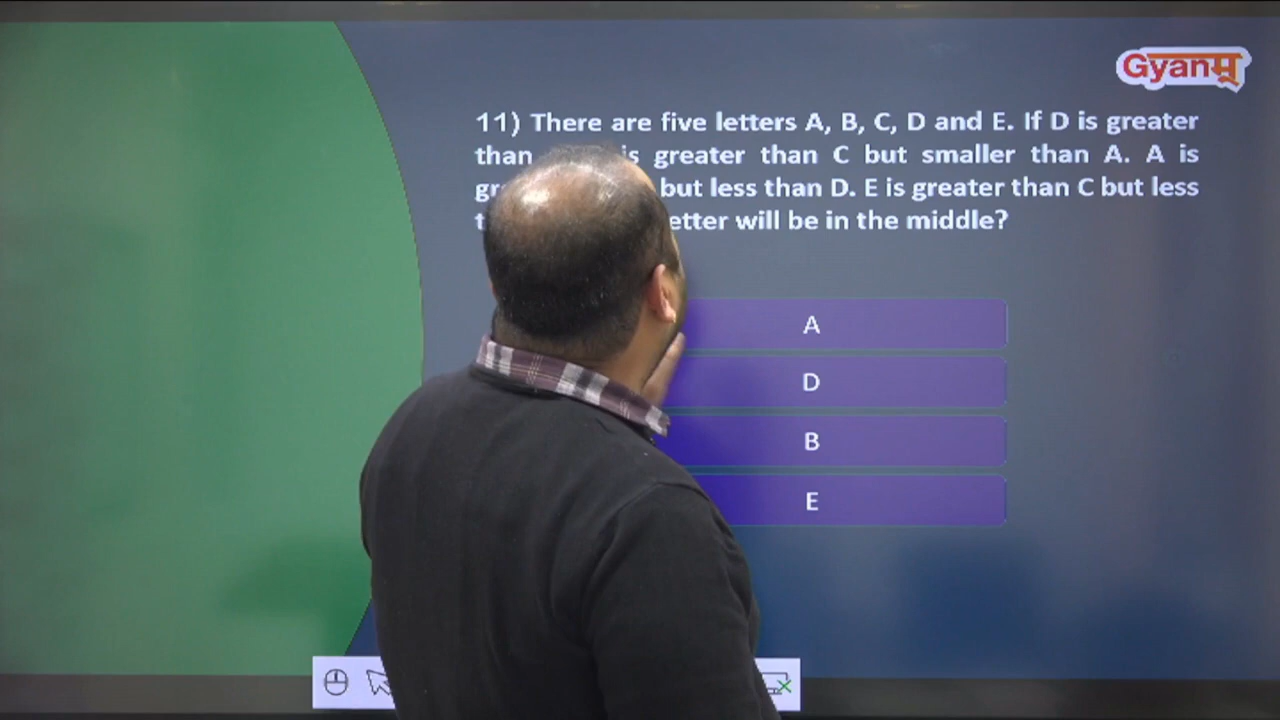 Gyanम्
11) There are five letters A, B, C, D and E. If D is greater
than is greater than C but smaller than A. A is
but less than D. E is greater than C but less
letter will be in the middle?
A
D
B
E